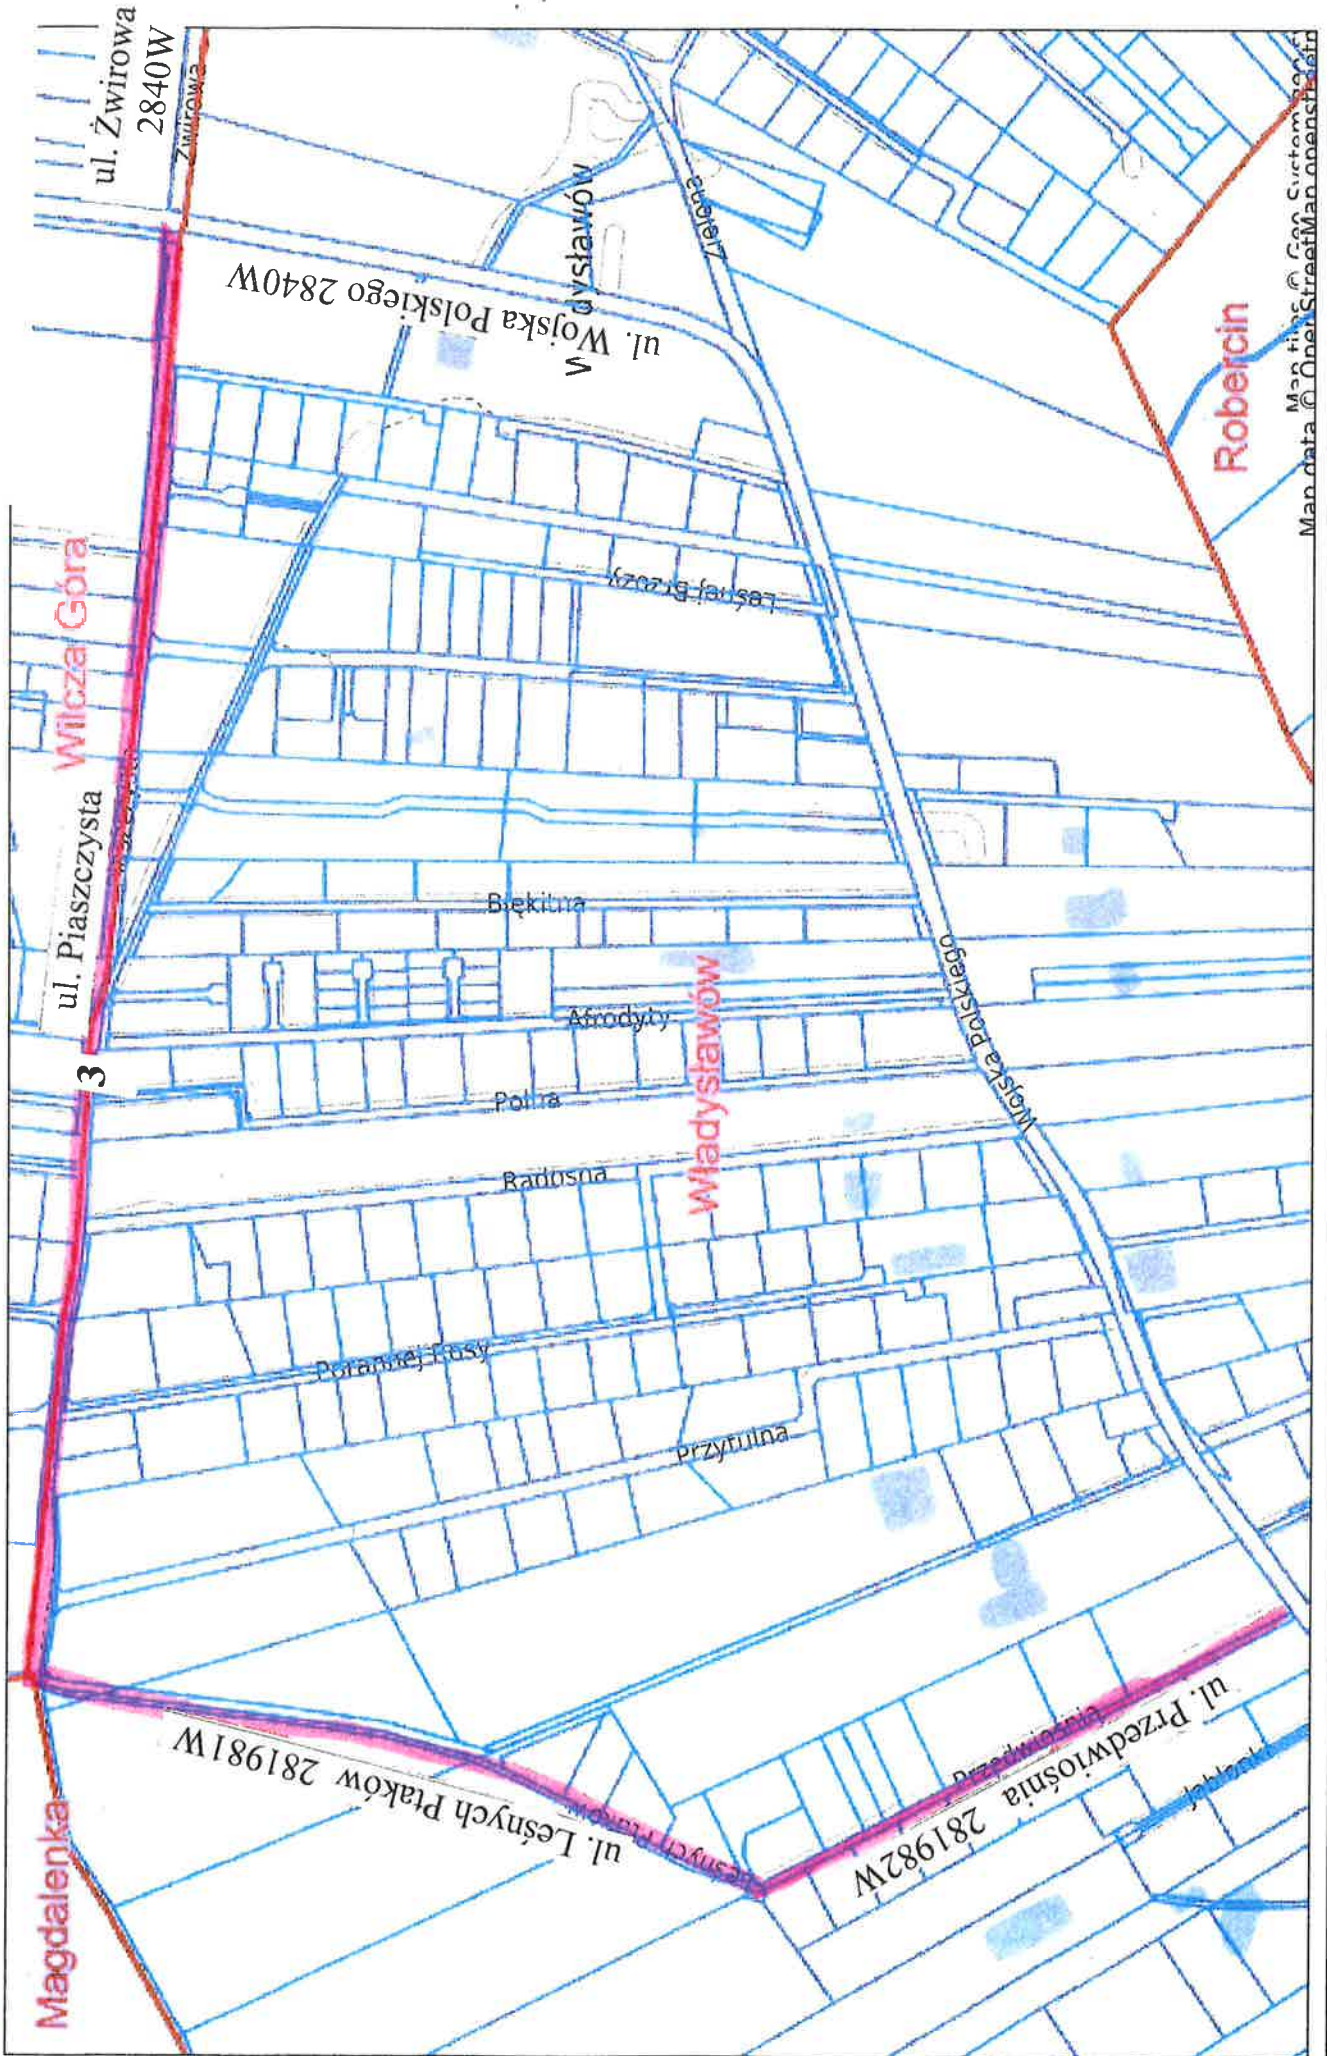 Magdalenka
Wilcza Góra
ul. Piaszczysta
3
ul. Żwirowa
2840W
Żwirowa
ul. Wojska Polskiego 2840W
Zielona
Leśnej Brzozy
Błękitna
Afrodyty
Polna
Radosna
Władysławów
Wojska Polskiego
Porannej Rosy
Przytulna
ul. Leśnych Ptaków 281981W
Leśnych Ptaków
Przedwiośnia
ul. Przedwiośnia 281982W
Robercin
Map data © OpenStreetMap